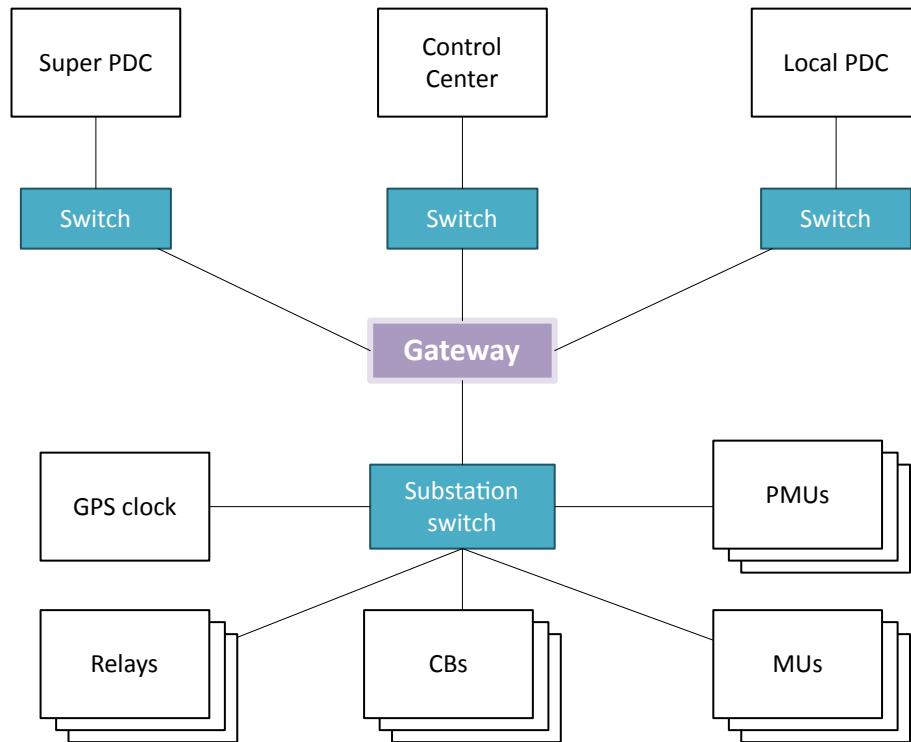 Super PDC
Control
Center
Local PDC
Switch
Switch
Switch
Gateway
GPS clock
Substation
switch
PMUs
Relays
CBs
MUs